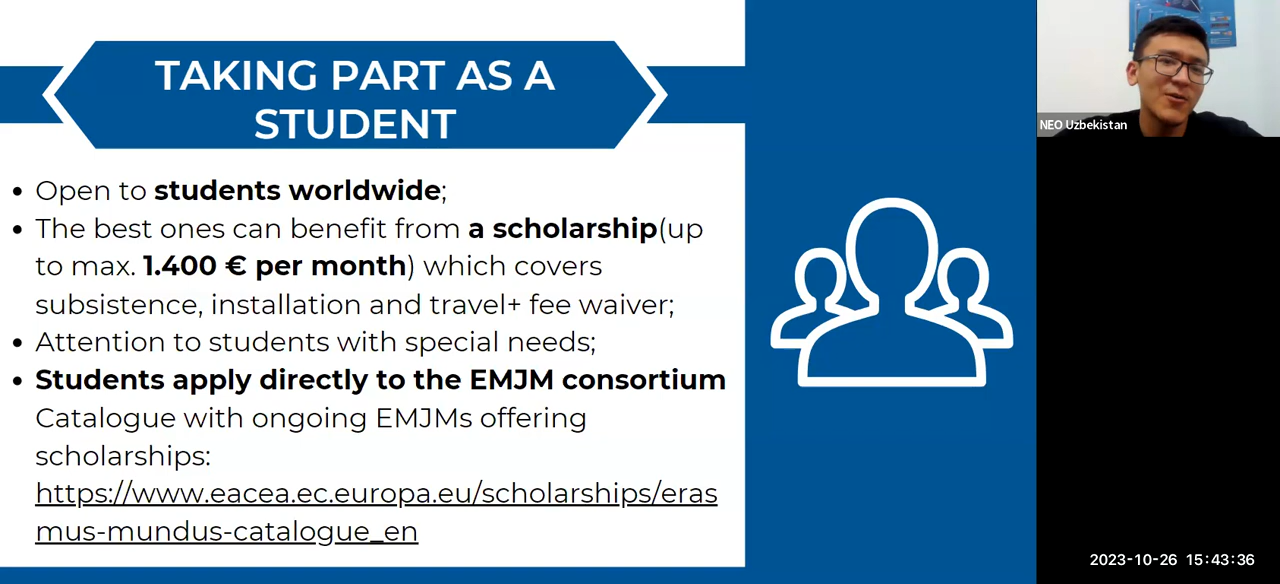 TAKING PART AS A
STUDENT
• Open to students worldwide;
• The best ones can benefit from a scholarship(up
to max. 1.400 € per month) which covers
subsistence, installation and travel+ fee waiver;
• Attention to students with special needs;
• Students apply directly to the EMJM consortium
Catalogue with ongoing EMJMs offering
scholarships:
https://www.eacea.ec.europa.eu/scholarships/eras
mus-mundus-catalogue_en
NEO Uzbekistan
2023-10-26 15:43:36